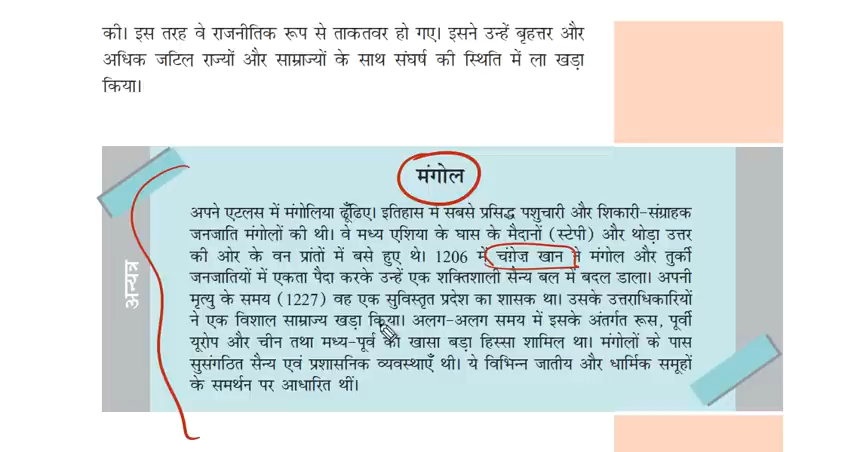 की। इस तरह वे राजनीतिक रूप से ताकतवर हो गए। इसने उन्हें बृहत्तर और
अधिक जटिल राज्यों और साम्राज्यों के साथ संघर्ष की स्थिति में ला खड़ा
किया।
मंगोल
अपने एटलस में मंगोलिया ढूँढिए। इतिहास में सबसे प्रसिद्ध पशुचारी और शिकारी-संग्राहक
जनजाति मंगोलों की थी। वे मध्य एशिया के घास के मैदानों (स्टेपी) और थोड़ा उत्तर
की ओर के वन प्रांतों में बसे हुए थे। 1206 में चंगेज खान ने मंगोल और तुर्की
जनजातियों में एकता पैदा करके उन्हें एक शक्तिशाली सैन्य बल में बदल डाला। अपनी
मृत्यु के समय (1227) वह एक सुविस्तृत प्रदेश का शासक था। उसके उत्तराधिकारियों
ने एक विशाल साम्राज्य खड़ा किया। अलग-अलग समय में इसके अंतर्गत रूस, पूर्वी
यूरोप और चीन तथा मध्य-पूर्व का खासा बड़ा हिस्सा शामिल था। मंगोलों के पास
सुसंगठित सैन्य एवं प्रशासनिक व्यवस्थाएँ थी। ये विभिन्न जातीय और धार्मिक समूहों
के समर्थन पर आधारित थीं।
अन्यत्र